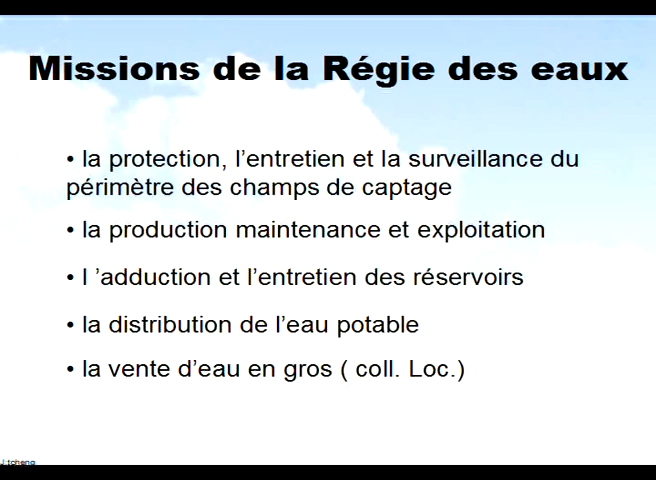 Missions de la Régie des eaux
• la protection, l’entretien et la surveillance du
périmètre des champs de captage
• la production maintenance et exploitation
• l ’adduction et l’entretien des réservoirs
• la distribution de l’eau potable
• la vente d’eau en gros ( coll. Loc.)
J.tcheng